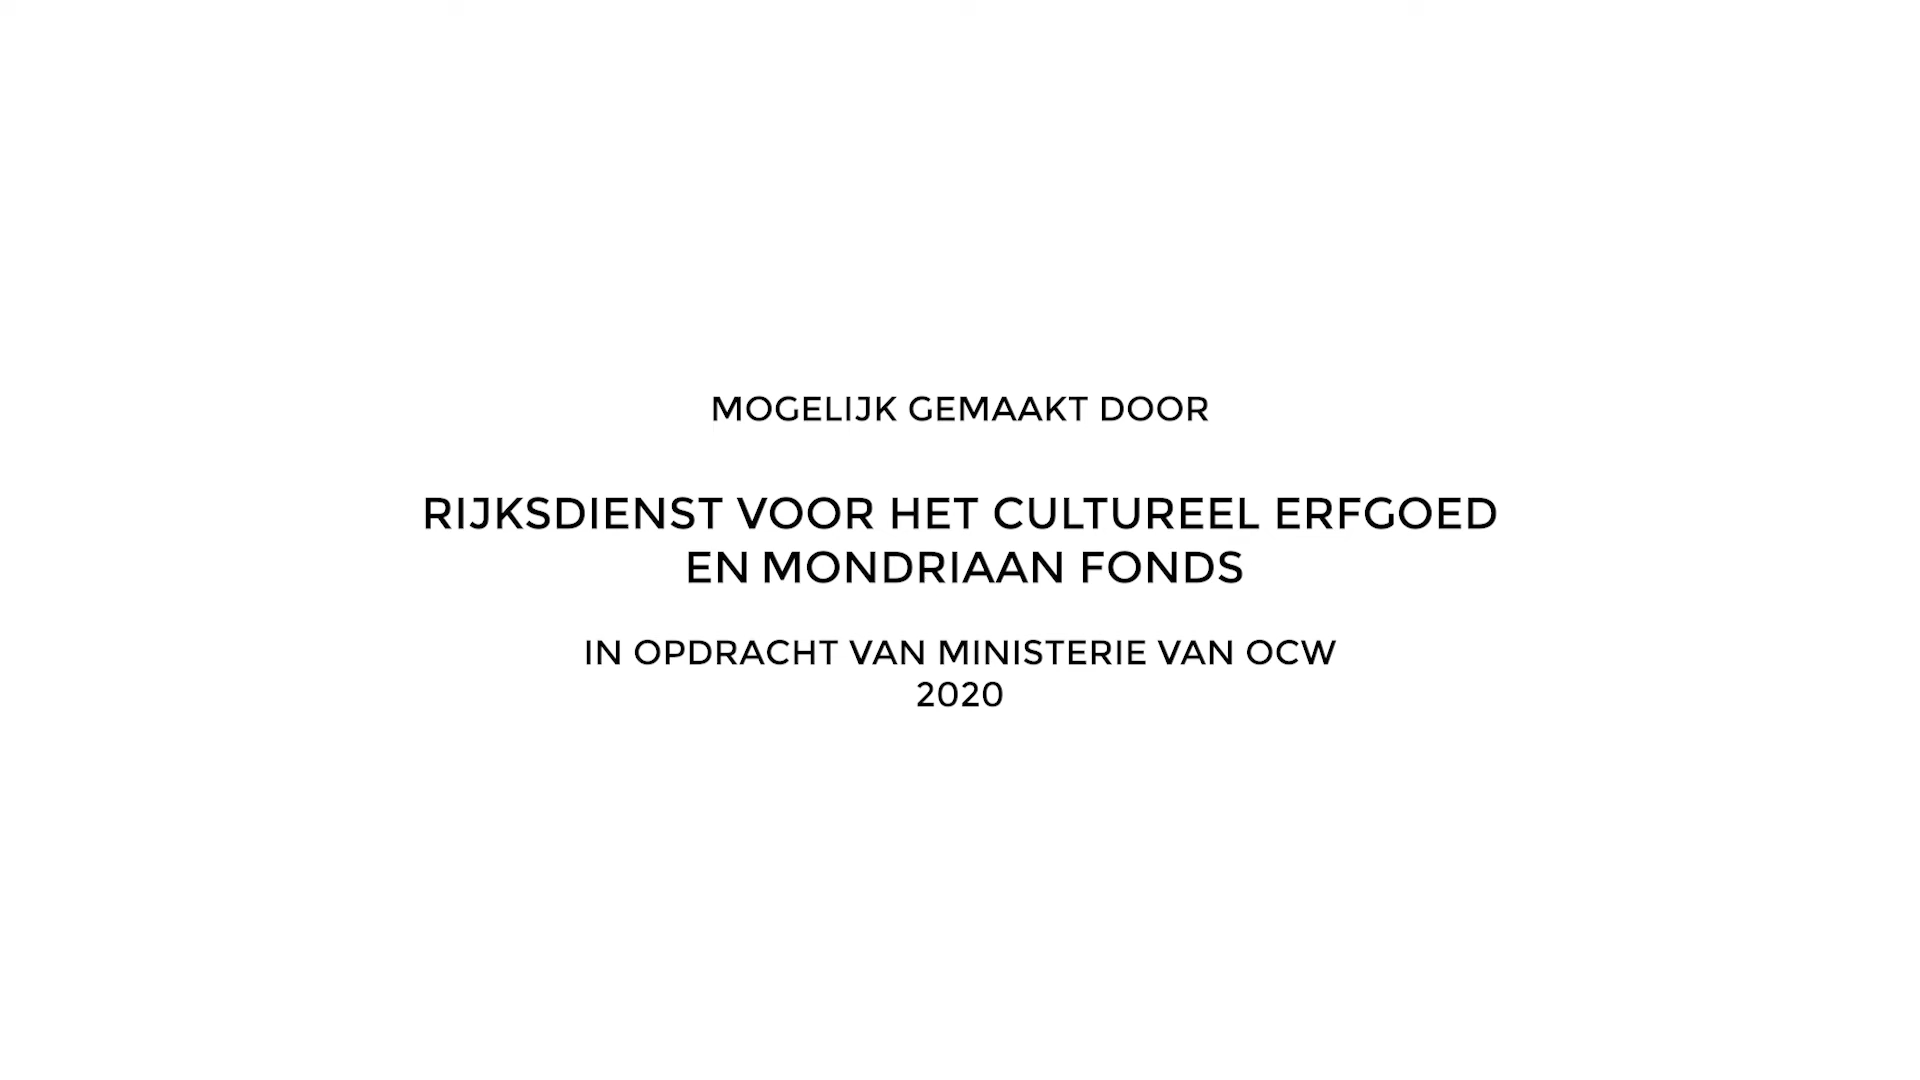 MOGELIJK GEMAAKT DOOR
RIJKSDIENST VOOR HET CULTUREEL ERFGOED
EN MONDRIAAN FONDS
IN OPDRACHT VAN MINISTERIE VAN OCW
2020